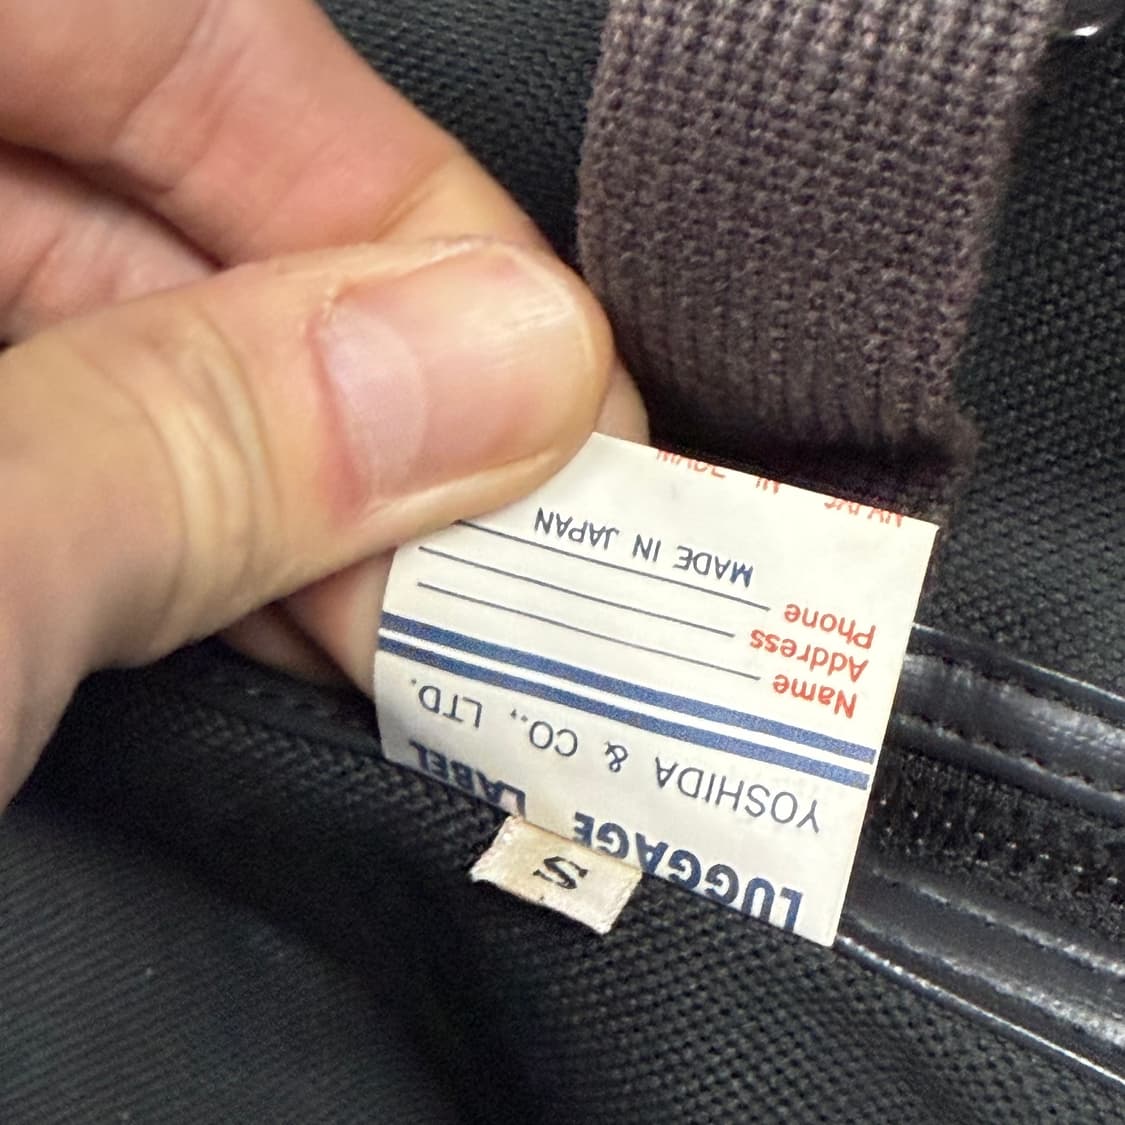 LUGGAGE LABEL
YOSHIDA & CO., LTD.
Name
Address
Phone
MADE IN JAPAN
S